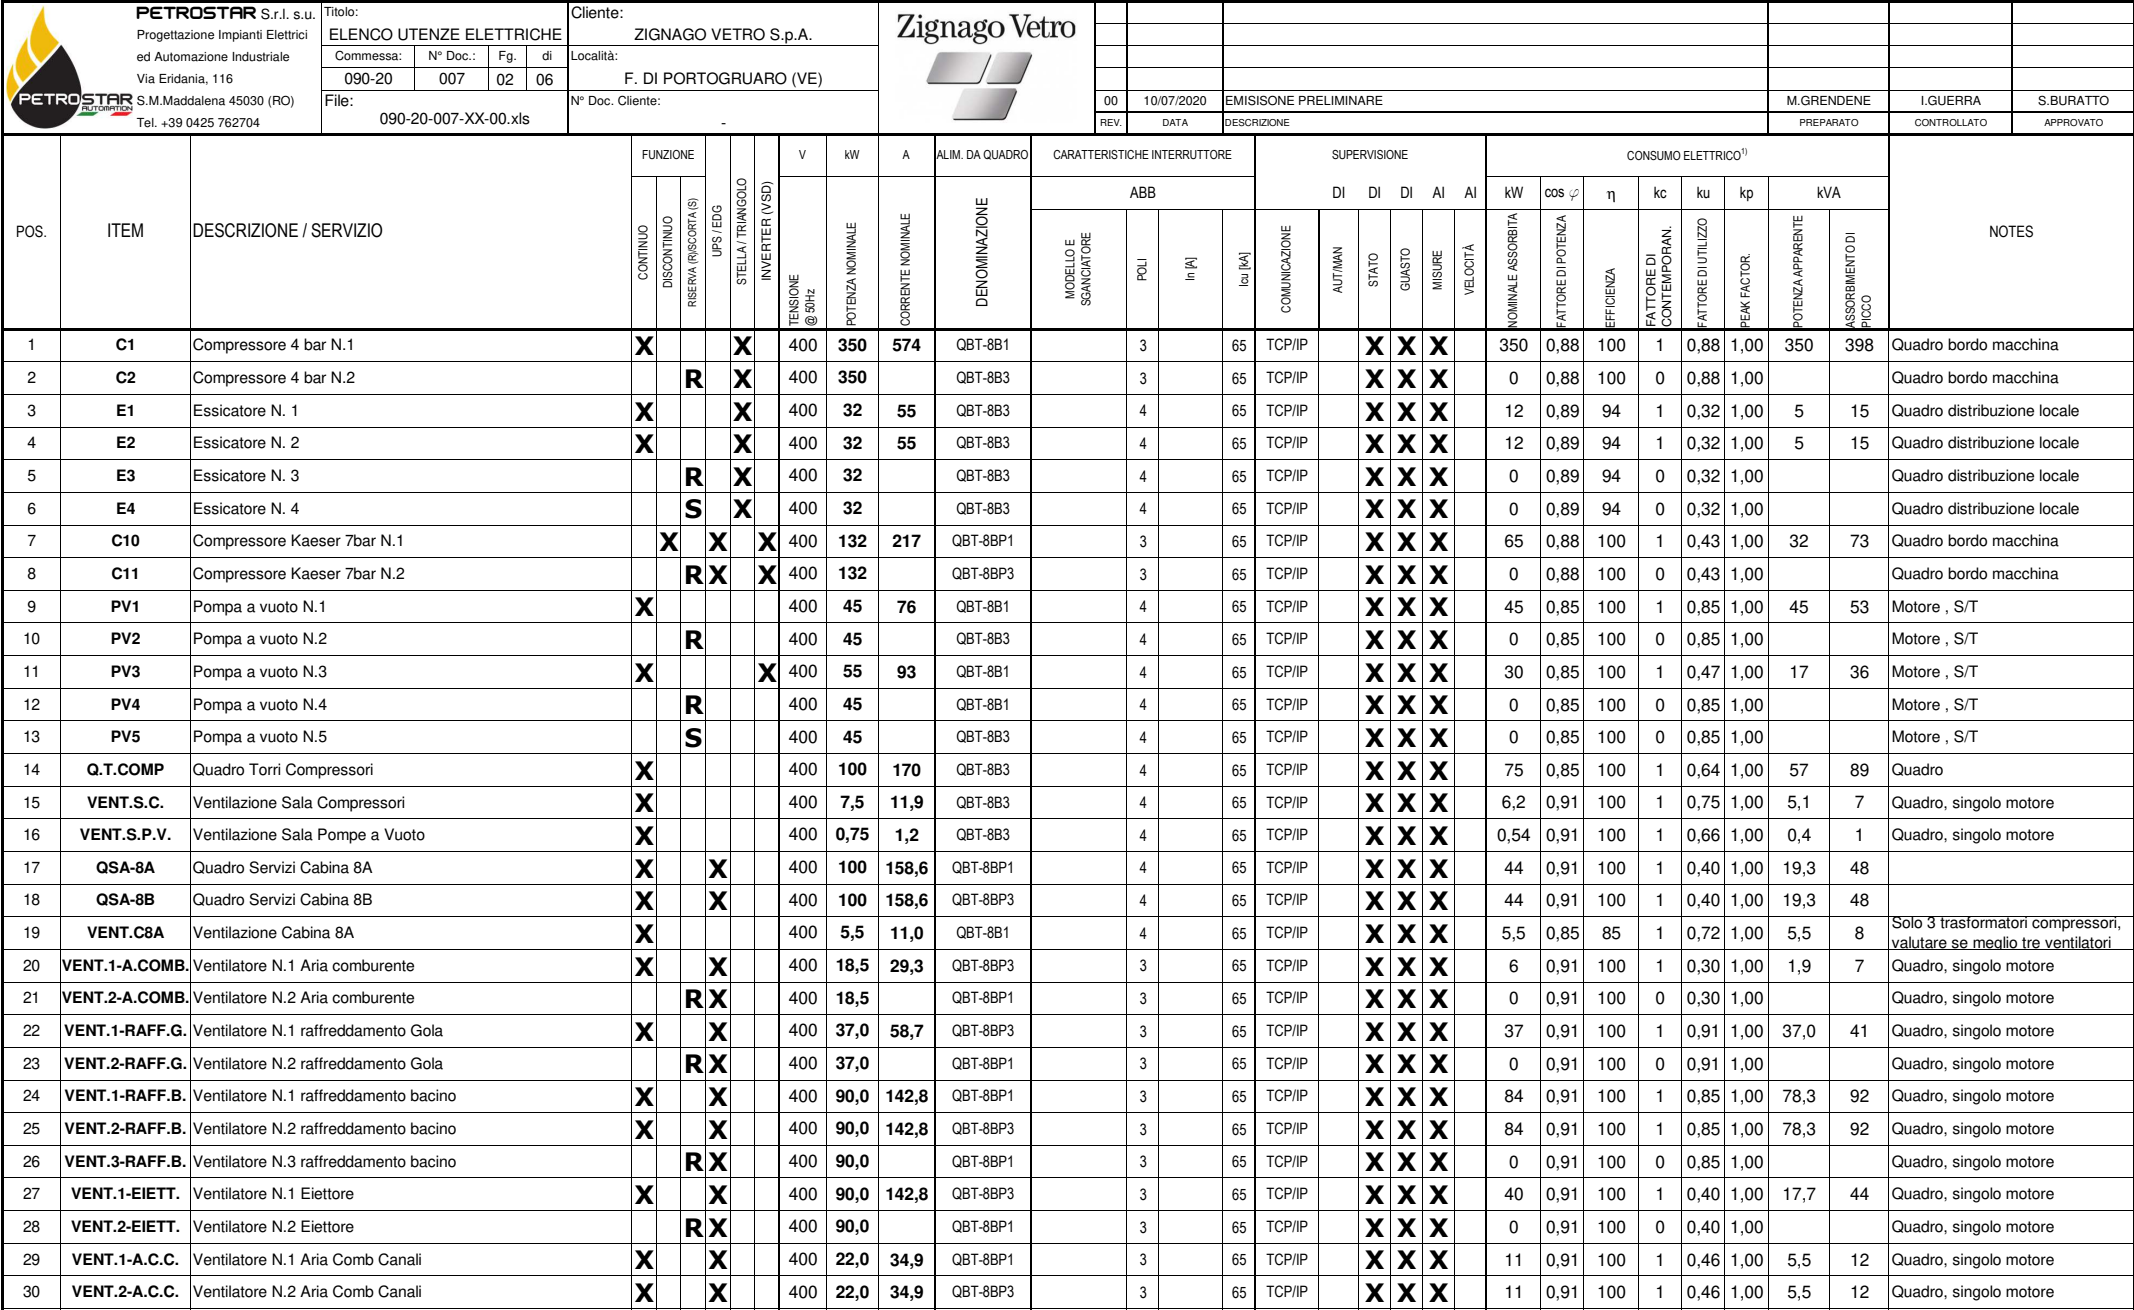 PETROSTAR S.r.l. s.u.
Progettazione Impianti Elettrici
ed Automazione Industriale
Via Eridania, 116
S.M.Maddalena 45030 (RO)
Tel. +39 0425 762704
PETROSTAR
AUTOMATION
Titolo:
ELENCO UTENZE ELETTRICHE
Commessa: N° Doc.: Fg. di
090-20 007 02 06
File:
090-20-007-XX-00.xls
Cliente:
ZIGNAGO VETRO S.p.A.
Località:
F. DI PORTOGRUARO (VE)
N° Doc. Cliente:
-
Zignago Vetro
00 10/07/2020 EMISISONE PRELIMINARE M.GRENDENE I.GUERRA S.BURATTO
REV. DATA DESCRIZIONE PREPARATO CONTROLLATO APPROVATO
POS. ITEM DESCRIZIONE / SERVIZIO
FUNZIONE
CONTINUO
DISCONTINUO
RISERVA (R)/SCORTA (S)
UPS / EDG
STELLA / TRIANGOLO
INVERTER (VSD)
V kW A
TENSIONE @ 50Hz
POTENZA NOMINALE
CORRENTE NOMINALE
ALIM. DA QUADRO
DENOMINAZIONE
CARATTERISTICHE INTERRUTTORE
ABB
MODELLO E SGANCIATORE
POLI
In [A]
Icu [kA]
SUPERVISIONE
DI DI DI AI AI
COMUNICAZIONE
AUT/MAN
STATO
GUASTO
MISURE
VELOCITÀ
CONSUMO ELETTRICO1)
kW cos φ η kc ku kp kVA
NOMINALE ASSORBITA
FATTORE DI POTENZA
EFFICIENZA
FATTORE DI CONTEMPORAN.
FATTORE DI UTILIZZO
PEAK FACTOR.
POTENZA APPARENTE
ASSORBIMENTO DI PICCO
NOTES
1 C1 Compressore 4 bar N.1 X X 400 350 574 QBT-8B1 3 65 TCP/IP X X X 350 0,88 100 1 0,88 1,00 350 398 Quadro bordo macchina
2 C2 Compressore 4 bar N.2 R X 400 350 QBT-8B3 3 65 TCP/IP X X X 0 0,88 100 0 0,88 1,00 Quadro bordo macchina
3 E1 Essicatore N. 1 X X 400 32 55 QBT-8B3 4 65 TCP/IP X X X 12 0,89 94 1 0,32 1,00 5 15 Quadro distribuzione locale
4 E2 Essicatore N. 2 X X 400 32 55 QBT-8B3 4 65 TCP/IP X X X 12 0,89 94 1 0,32 1,00 5 15 Quadro distribuzione locale
5 E3 Essicatore N. 3 R X 400 32 QBT-8B3 4 65 TCP/IP X X X 0 0,89 94 0 0,32 1,00 Quadro distribuzione locale
6 E4 Essicatore N. 4 S X 400 32 QBT-8B3 4 65 TCP/IP X X X 0 0,89 94 0 0,32 1,00 Quadro distribuzione locale
7 C10 Compressore Kaeser 7bar N.1 X X X 400 132 217 QBT-8BP1 3 65 TCP/IP X X X 65 0,88 100 1 0,43 1,00 32 73 Quadro bordo macchina
8 C11 Compressore Kaeser 7bar N.2 R X X 400 132 QBT-8BP3 3 65 TCP/IP X X X 0 0,88 100 0 0,43 1,00 Quadro bordo macchina
9 PV1 Pompa a vuoto N.1 X 400 45 76 QBT-8B1 4 65 TCP/IP X X X 45 0,85 100 1 0,85 1,00 45 53 Motore , S/T
10 PV2 Pompa a vuoto N.2 R 400 45 QBT-8B3 4 65 TCP/IP X X X 0 0,85 100 0 0,85 1,00 Motore , S/T
11 PV3 Pompa a vuoto N.3 X X 400 55 93 QBT-8B1 4 65 TCP/IP X X X 30 0,85 100 1 0,47 1,00 17 36 Motore , S/T
12 PV4 Pompa a vuoto N.4 R 400 45 QBT-8B1 4 65 TCP/IP X X X 0 0,85 100 0 0,85 1,00 Motore , S/T
13 PV5 Pompa a vuoto N.5 S 400 45 QBT-8B3 4 65 TCP/IP X X X 0 0,85 100 0 0,85 1,00 Motore , S/T
14 Q.T.COMP Quadro Torri Compressori X 400 100 170 QBT-8B3 4 65 TCP/IP X X X 75 0,85 100 1 0,64 1,00 57 89 Quadro
15 VENT.S.C. Ventilazione Sala Compressori X 400 7,5 11,9 QBT-8B3 4 65 TCP/IP X X X 6,2 0,91 100 1 0,75 1,00 5,1 7 Quadro, singolo motore
16 VENT.S.P.V. Ventilazione Sala Pompe a Vuoto X 400 0,75 1,2 QBT-8B3 4 65 TCP/IP X X X 0,54 0,91 100 1 0,66 1,00 0,4 1 Quadro, singolo motore
17 QSA-8A Quadro Servizi Cabina 8A X X 400 100 158,6 QBT-8BP1 4 65 TCP/IP X X X 44 0,91 100 1 0,40 1,00 19,3 48
18 QSA-8B Quadro Servizi Cabina 8B X X 400 100 158,6 QBT-8BP3 4 65 TCP/IP X X X 44 0,91 100 1 0,40 1,00 19,3 48
19 VENT.C8A Ventilazione Cabina 8A X 400 5,5 11,0 QBT-8B1 4 65 TCP/IP X X X 5,5 0,85 85 1 0,72 1,00 5,5 8 Solo 3 trasformatori compressori, valutare se meglio tre ventilatori
20 VENT.1-A.COMB. Ventilatore N.1 Aria comburente X X 400 18,5 29,3 QBT-8BP3 3 65 TCP/IP X X X 6 0,91 100 1 0,30 1,00 1,9 7 Quadro, singolo motore
21 VENT.2-A.COMB. Ventilatore N.2 Aria comburente R X 400 18,5 QBT-8BP1 3 65 TCP/IP X X X 0 0,91 100 0 0,30 1,00 Quadro, singolo motore
22 VENT.1-RAFF.G. Ventilatore N.1 raffreddamento Gola X X 400 37,0 58,7 QBT-8BP3 3 65 TCP/IP X X X 37 0,91 100 1 0,91 1,00 37,0 41 Quadro, singolo motore
23 VENT.2-RAFF.G. Ventilatore N.2 raffreddamento Gola R X 400 37,0 QBT-8BP1 3 65 TCP/IP X X X 0 0,91 100 0 0,91 1,00 Quadro, singolo motore
24 VENT.1-RAFF.B. Ventilatore N.1 raffreddamento bacino X X 400 90,0 142,8 QBT-8BP1 3 65 TCP/IP X X X 84 0,91 100 1 0,85 1,00 78,3 92 Quadro, singolo motore
25 VENT.2-RAFF.B. Ventilatore N.2 raffreddamento bacino X X 400 90,0 142,8 QBT-8BP3 3 65 TCP/IP X X X 84 0,91 100 1 0,85 1,00 78,3 92 Quadro, singolo motore
26 VENT.3-RAFF.B. Ventilatore N.3 raffreddamento bacino R X 400 90,0 QBT-8BP1 3 65 TCP/IP X X X 0 0,91 100 0 0,85 1,00 Quadro, singolo motore
27 VENT.1-EIETT. Ventilatore N.1 Eiettore X X 400 90,0 142,8 QBT-8BP3 3 65 TCP/IP X X X 40 0,91 100 1 0,40 1,00 17,7 44 Quadro, singolo motore
28 VENT.2-EIETT. Ventilatore N.2 Eiettore R X 400 90,0 QBT-8BP1 3 65 TCP/IP X X X 0 0,91 100 0 0,40 1,00 Quadro, singolo motore
29 VENT.1-A.C.C. Ventilatore N.1 Aria Comb Canali X X 400 22,0 34,9 QBT-8BP1 3 65 TCP/IP X X X 11 0,91 100 1 0,46 1,00 5,5 12 Quadro, singolo motore
30 VENT.2-A.C.C. Ventilatore N.2 Aria Comb Canali X X 400 22,0 34,9 QBT-8BP3 3 65 TCP/IP X X X 11 0,91 100 1 0,46 1,00 5,5 12 Quadro, singolo motore